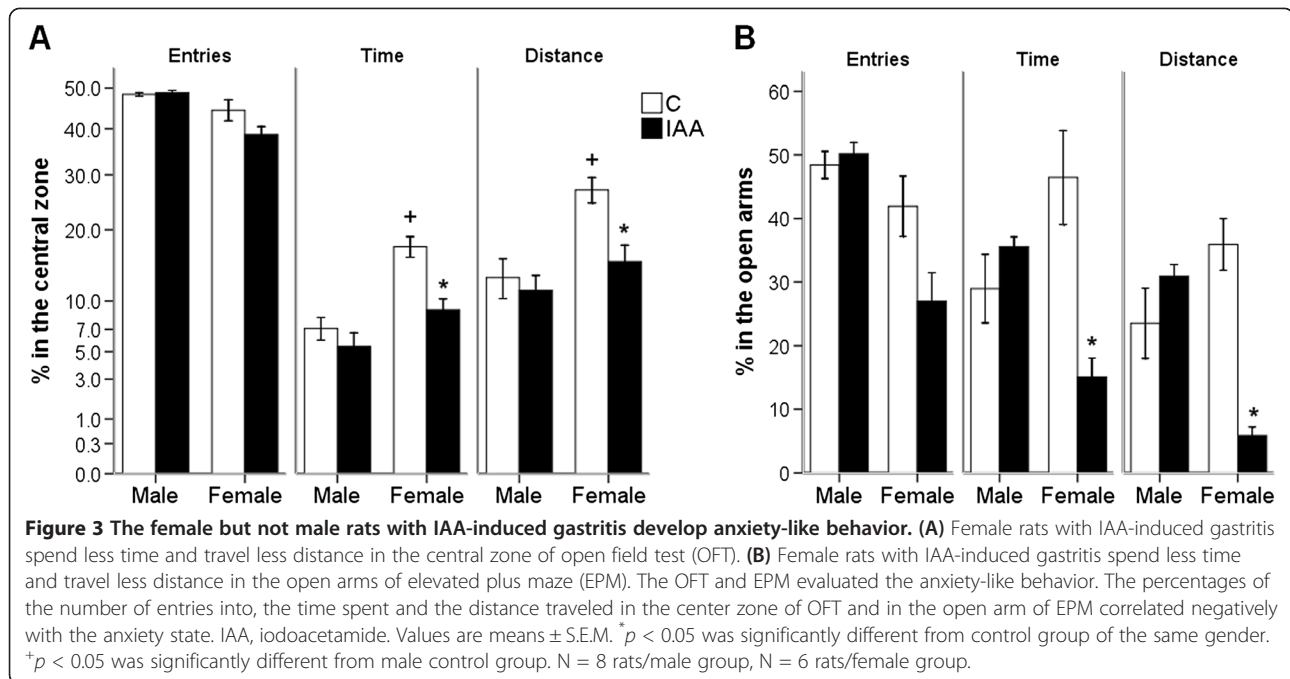 A
B
Entries Time Distance
Entries Time Distance
C
IAA
% in the central zone
50.0
40.0
30.0
20.0
10.0
7.0
5.0
3.0
1.0
0.3
0.0
+
*
+
*
Male Female Male Female Male Female
% in the open arms
60
50
40
30
20
10
0
*
*
Male Female Male Female Male Female
Figure 3 The female but not male rats with IAA-induced gastritis develop anxiety-like behavior. (A) Female rats with IAA-induced gastritis
spend less time and travel less distance in the central zone of open field test (OFT). (B) Female rats with IAA-induced gastritis spend less time
and travel less distance in the open arms of elevated plus maze (EPM). The OFT and EPM evaluated the anxiety-like behavior. The percentages of
the number of entries into, the time spent and the distance traveled in the center zone of OFT and in the open arm of EPM correlated negatively
with the anxiety state. IAA, iodoacetamide. Values are means ± S.E.M. *p < 0.05 was significantly different from control group of the same gender.
+p < 0.05 was significantly different from male control group. N = 8 rats/male group, N = 6 rats/female group.